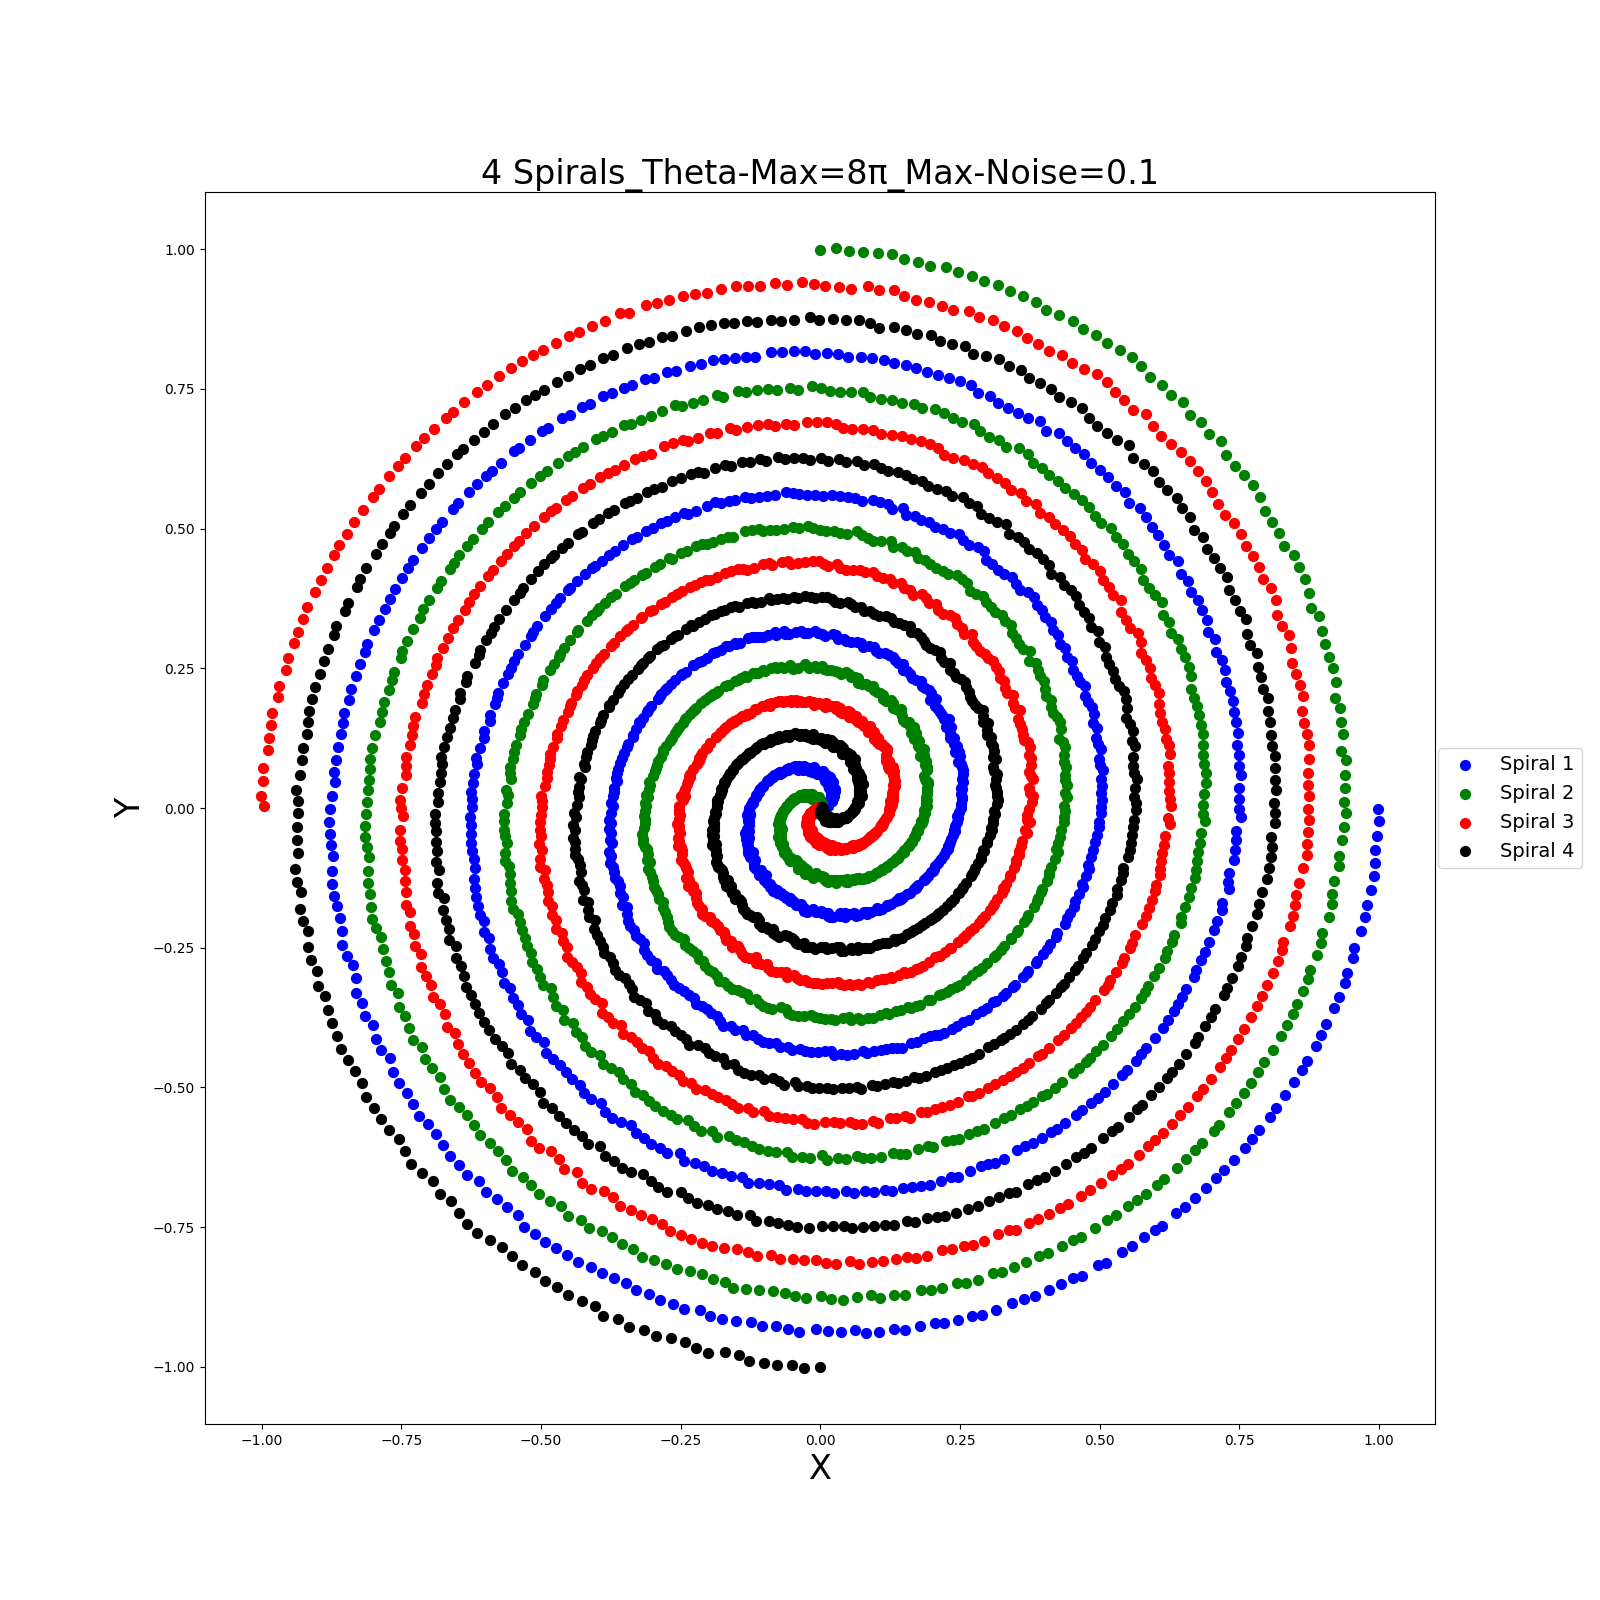 4 Spirals_Theta-Max=8π_Max-Noise=0.1
1.00
0.75
0.50
0.25
0.00
−0.25
−0.50
−0.75
−1.00
Y
−1.00 −0.75 −0.50 −0.25 0.00 0.25 0.50 0.75 1.00
X
Spiral 1
Spiral 2
Spiral 3
Spiral 4